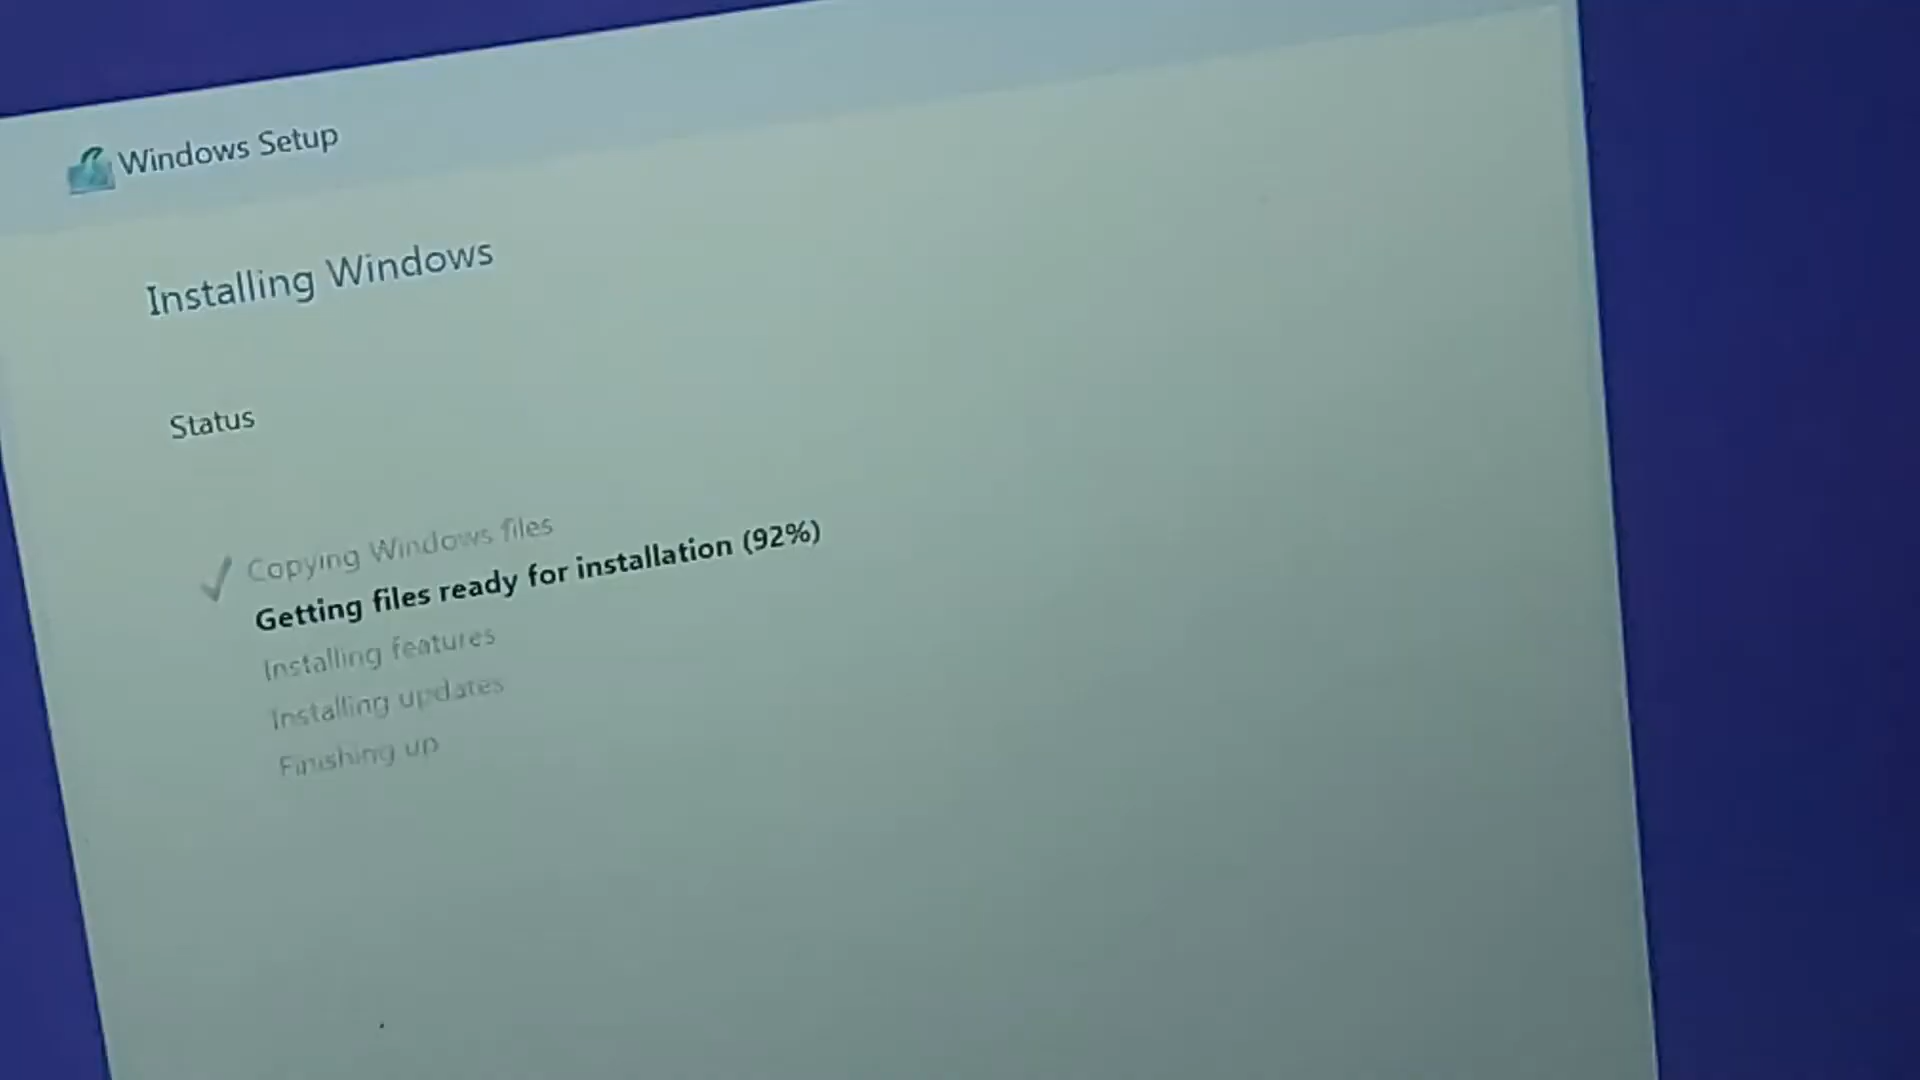 Windows Setup
Installing Windows
Status
Copying Windows files
Getting files ready for installation (92%)
Installing features
Installing updates
Finishing up